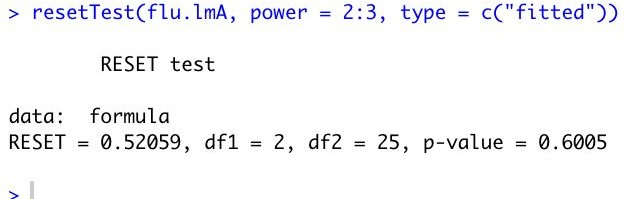 > resetTest(flu.lmA, power = 2:3, type = c("fitted"))
RESET test
data:  formula
RESET = 0.52059, df1 = 2, df2 = 25, p-value = 0.6005
>